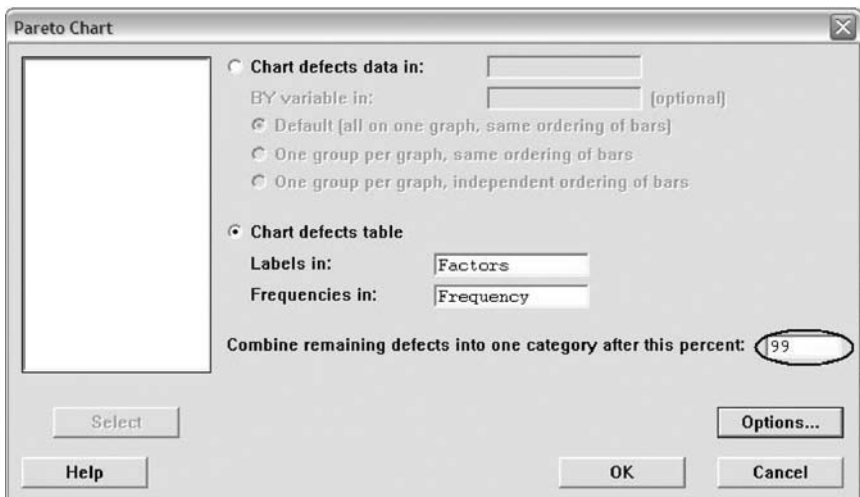 Pareto Chart
Chart defects data in:
BY variable in: (optional)
Default (all on one graph, same ordering of bars)
One group per graph, same ordering of bars
One group per graph, independent ordering of bars
Chart defects table
Labels in: Factors
Frequencies in: Frequency
Combine remaining defects into one category after this percent: 99
Select Options...
Help OK Cancel